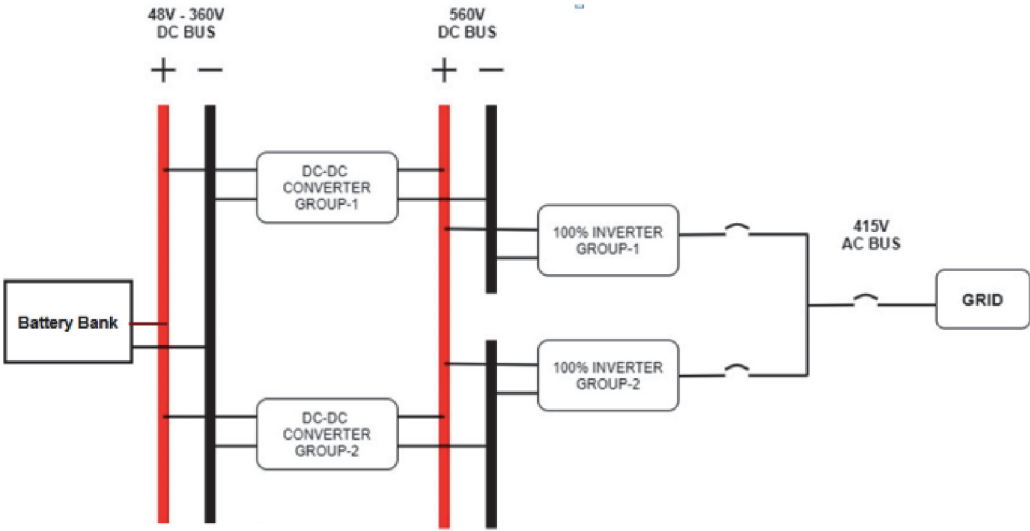 48V - 360V
DC BUS
560V
DC BUS
+ −
+ −
DC-DC
CONVERTER
GROUP-1
100% INVERTER
GROUP-1
415V
AC BUS
Battery Bank
GRID
100% INVERTER
GROUP-2
DC-DC
CONVERTER
GROUP-2